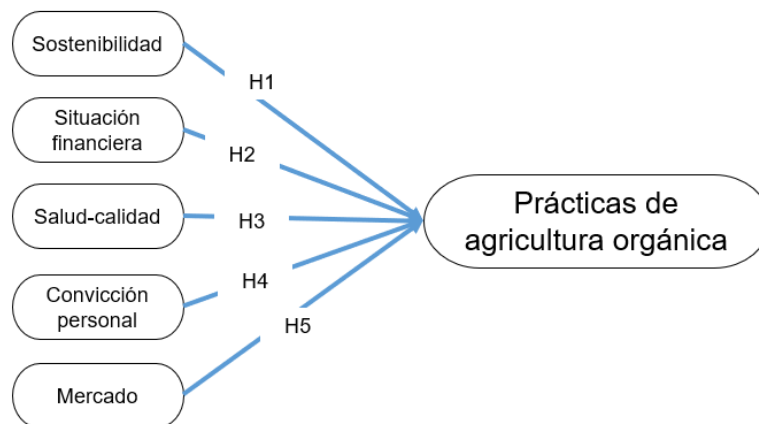 Sostenibilidad
H1
Situación
financiera
H2
Salud-calidad
H3
Convicción
personal
H4
Mercado
H5
Prácticas de
agricultura orgánica